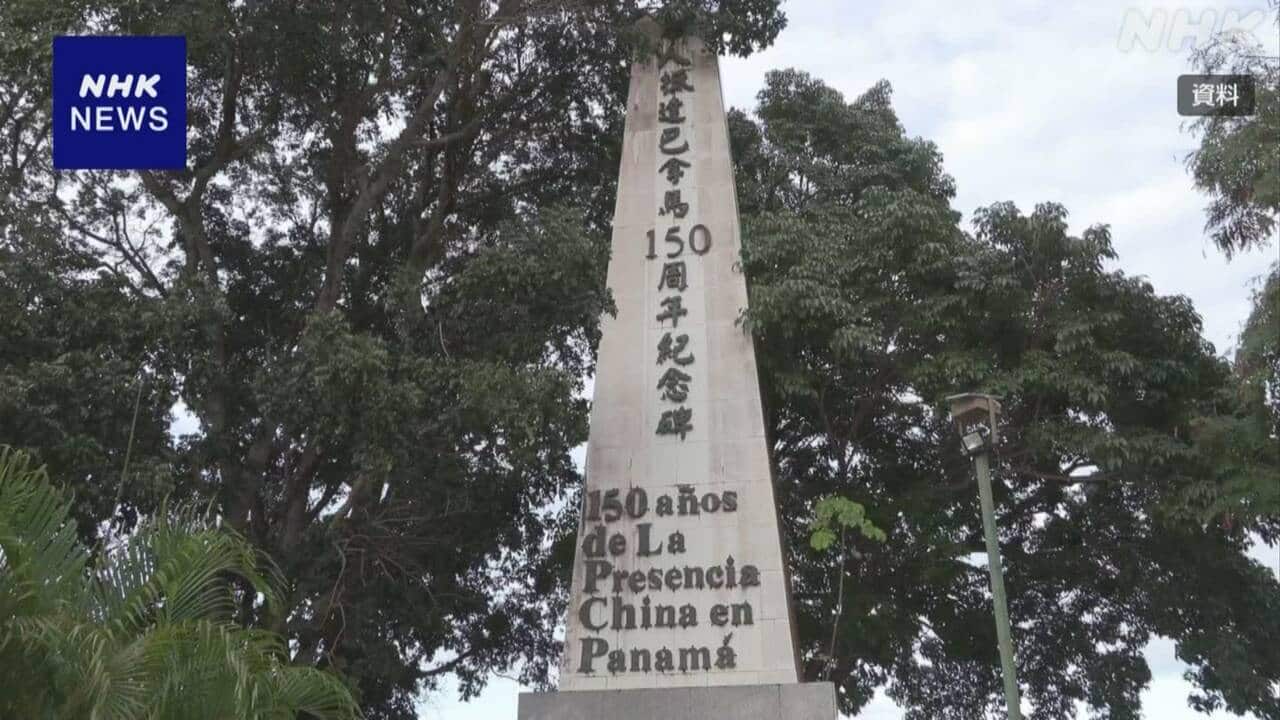 NHK
NEWS
NHK
資料
人抵達巴拿馬150周年紀念碑
150 años
de La
Presencia
China en
Panamá